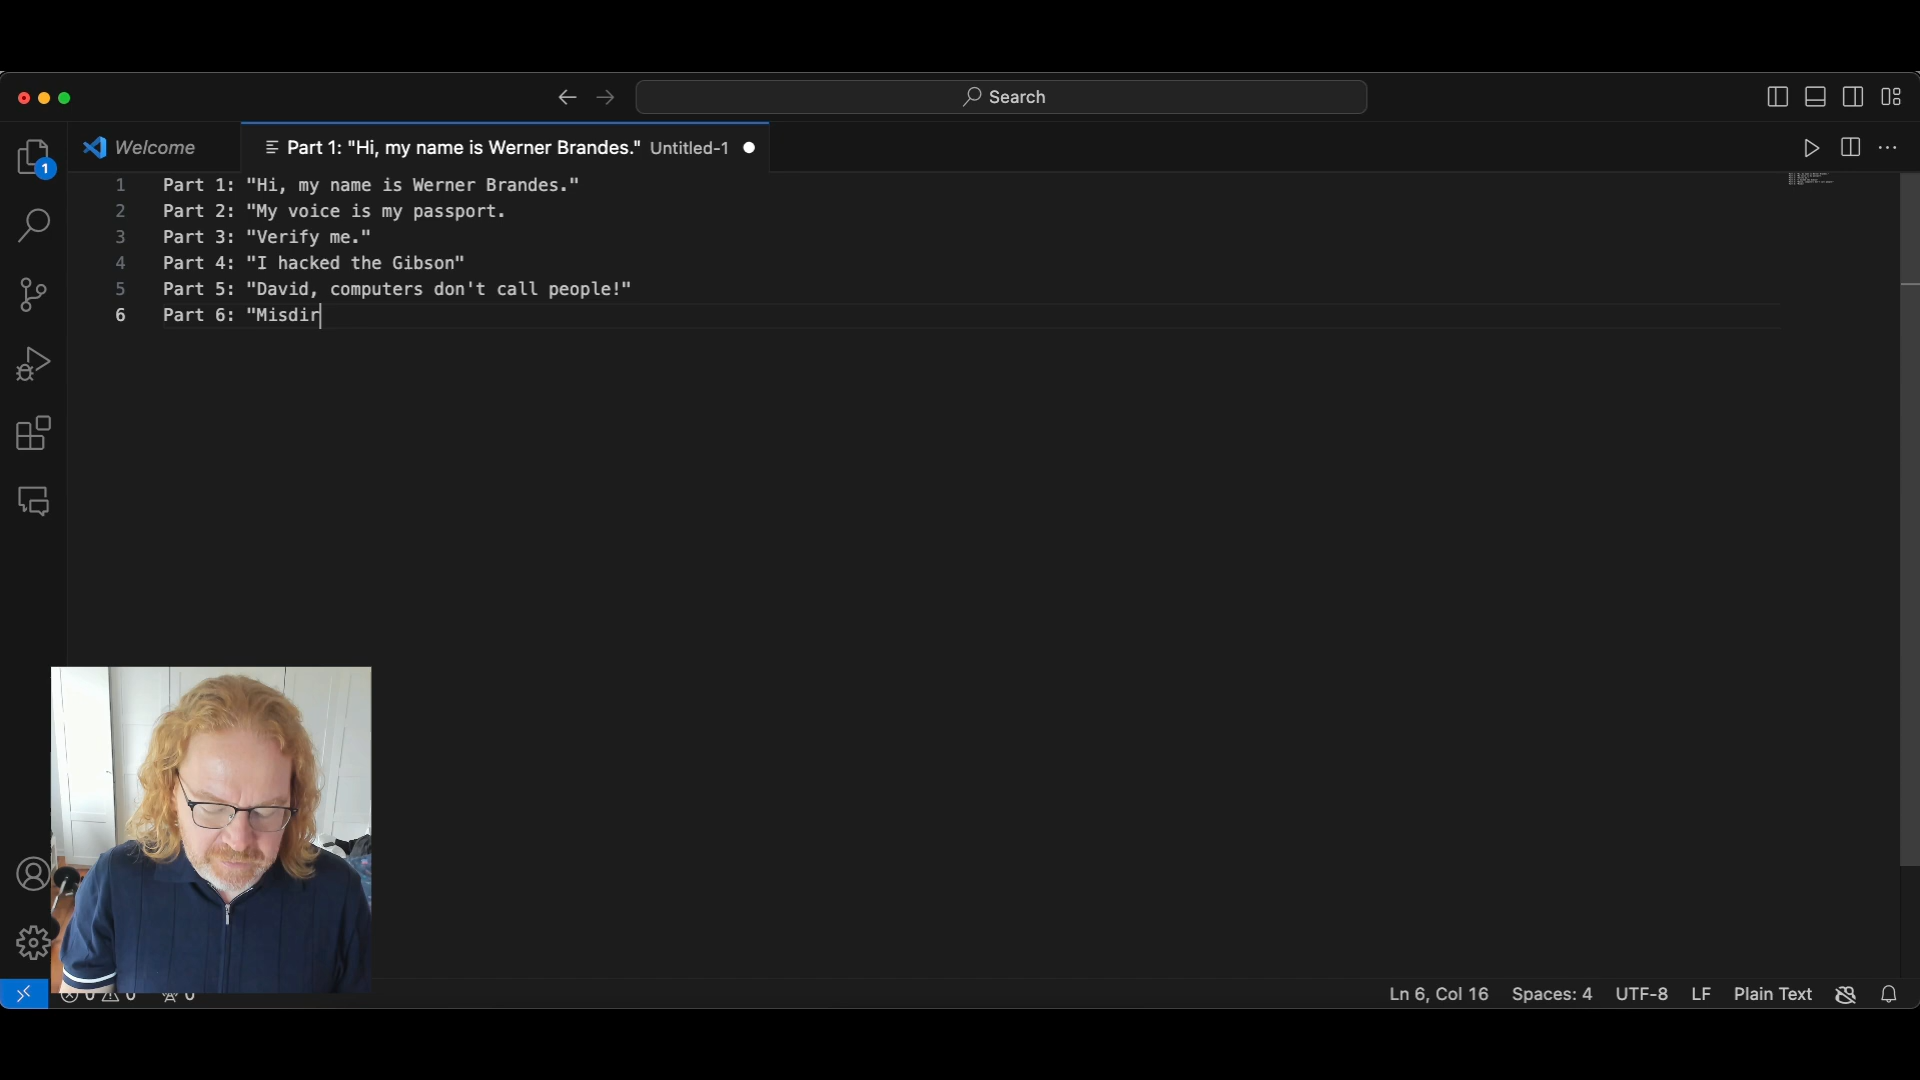 Search
Welcome
Part 1: "Hi, my name is Werner Brandes." Untitled-1
1
1 Part 1: "Hi, my name is Werner Brandes."
2 Part 2: "My voice is my passport.
3 Part 3: "Verify me."
4 Part 4: "I hacked the Gibson"
5 Part 5: "David, computers don't call people!"
6 Part 6: "Misdir
0 0 0
Ln 6, Col 16 Spaces: 4 UTF-8 LF Plain Text